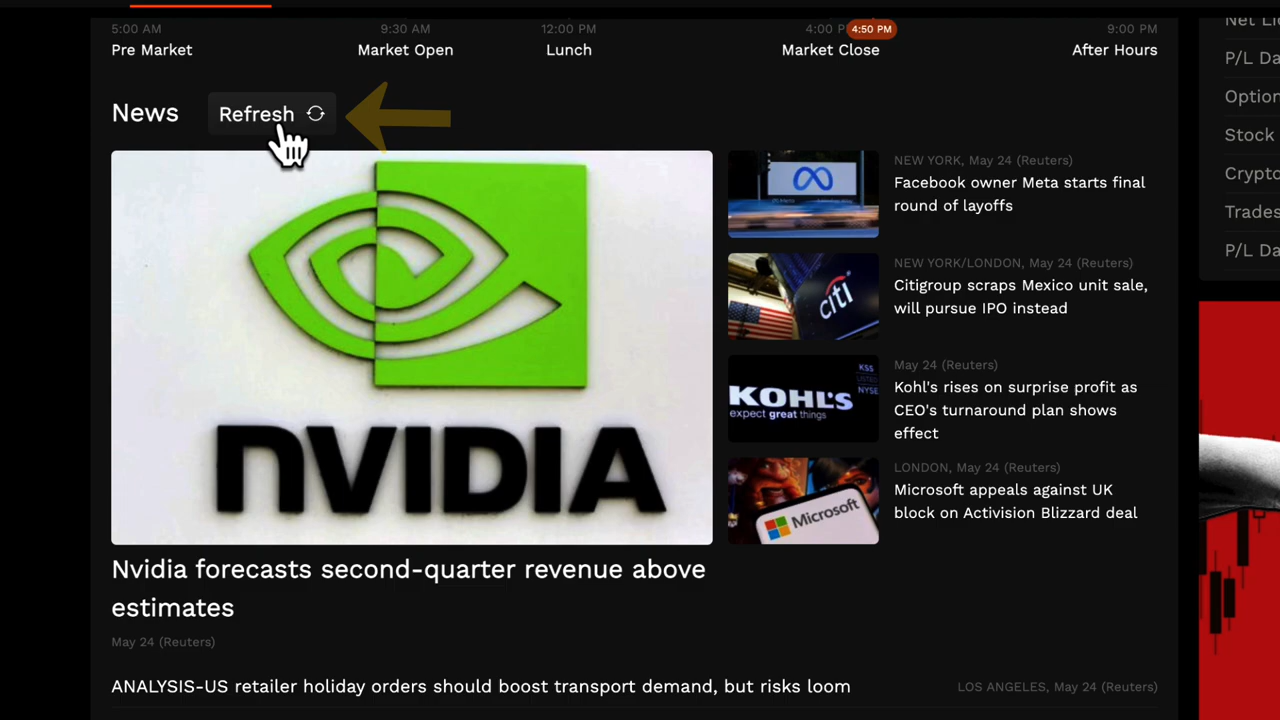 5:00 AM
9:30 AM
12:00 PM
4:00 P
4:50 PM
9:00 PM
Pre Market
Market Open
Lunch
Market Close
After Hours
News
Refresh
NVIDIA
Nvidia forecasts second-quarter revenue above
estimates
May 24 (Reuters)
NEW YORK, May 24 (Reuters)
Facebook owner Meta starts final
round of layoffs
citi
NEW YORK/LONDON, May 24 (Reuters)
Citigroup scraps Mexico unit sale,
will pursue IPO instead
KSS
LISTED
NYSE
KOHL'S
expect great things
May 24 (Reuters)
Kohl's rises on surprise profit as
CEO's turnaround plan shows
effect
Microsoft
LONDON, May 24 (Reuters)
Microsoft appeals against UK
block on Activision Blizzard deal
ANALYSIS-US retailer holiday orders should boost transport demand, but risks loom
LOS ANGELES, May 24 (Reuters)
Net Li
P/L Da
Option
Stock
Crypto
Trades
P/L Da